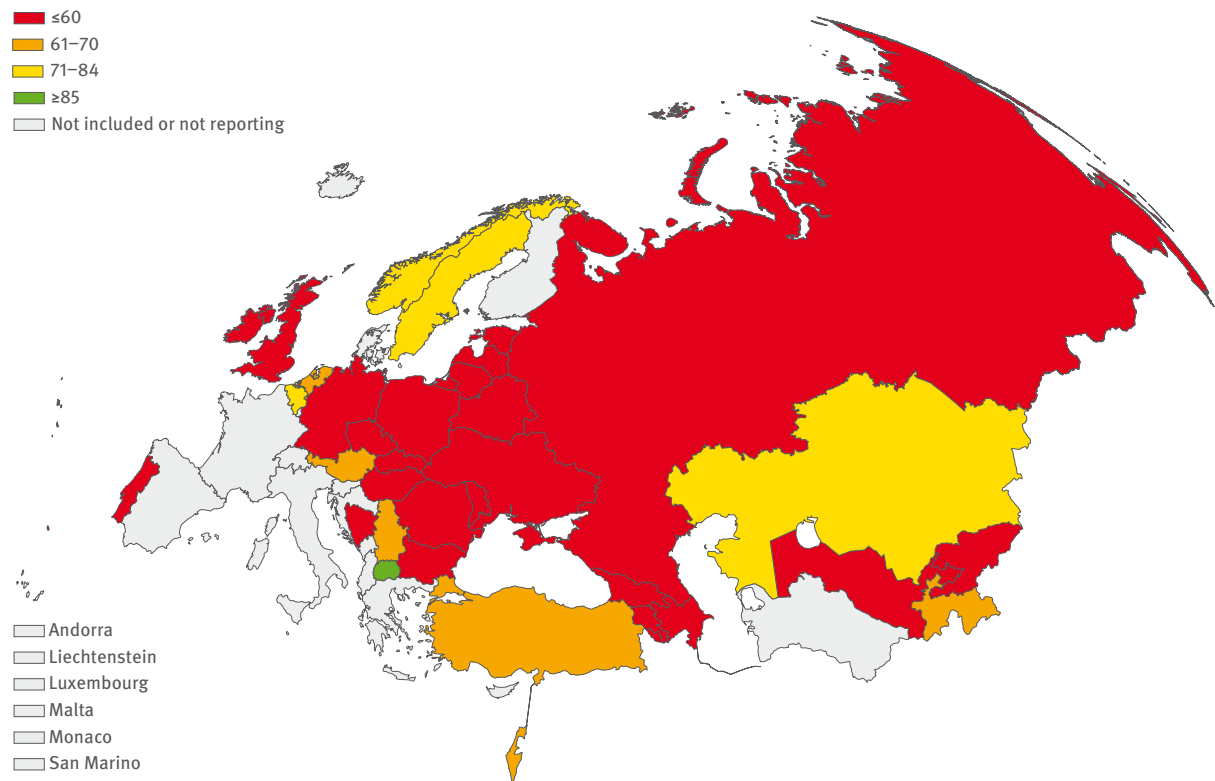 ≤60
61–70
71–84
≥85
Not included or not reporting
Andorra
Liechtenstein
Luxembourg
Malta
Monaco
San Marino